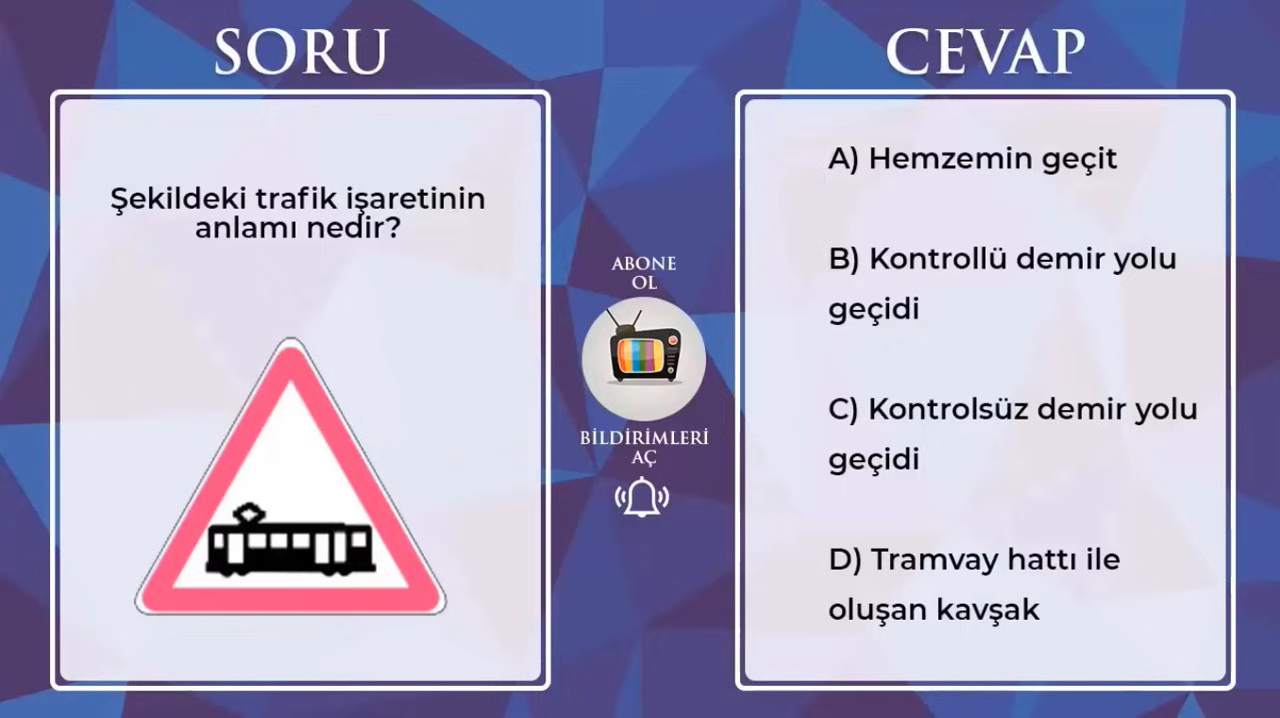 SORU
Şekildeki trafik işaretinin
anlamı nedir?
ABONE
OL
BİLDİRİMLERİ
AÇ
CEVAP
A) Hemzemin geçit
B) Kontrollü demir yolu
geçidi
C) Kontrolsüz demir yolu
geçidi
D) Tramvay hattı ile
oluşan kavşak